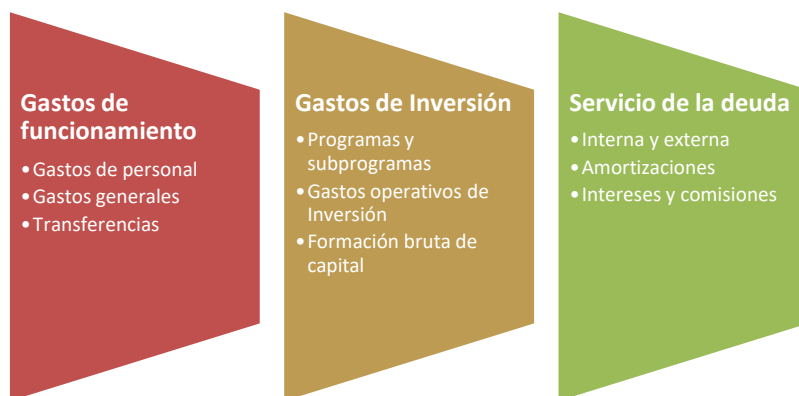 Gastos de
funcionamiento
•Gastos de personal
•Gastos generales
•Transferencias
Gastos de Inversión
•Programas y
subprogramas
•Gastos operativos de
Inversión
•Formación bruta de
capital
Servicio de la deuda
•Interna y externa
•Amortizaciones
•Intereses y comisiones